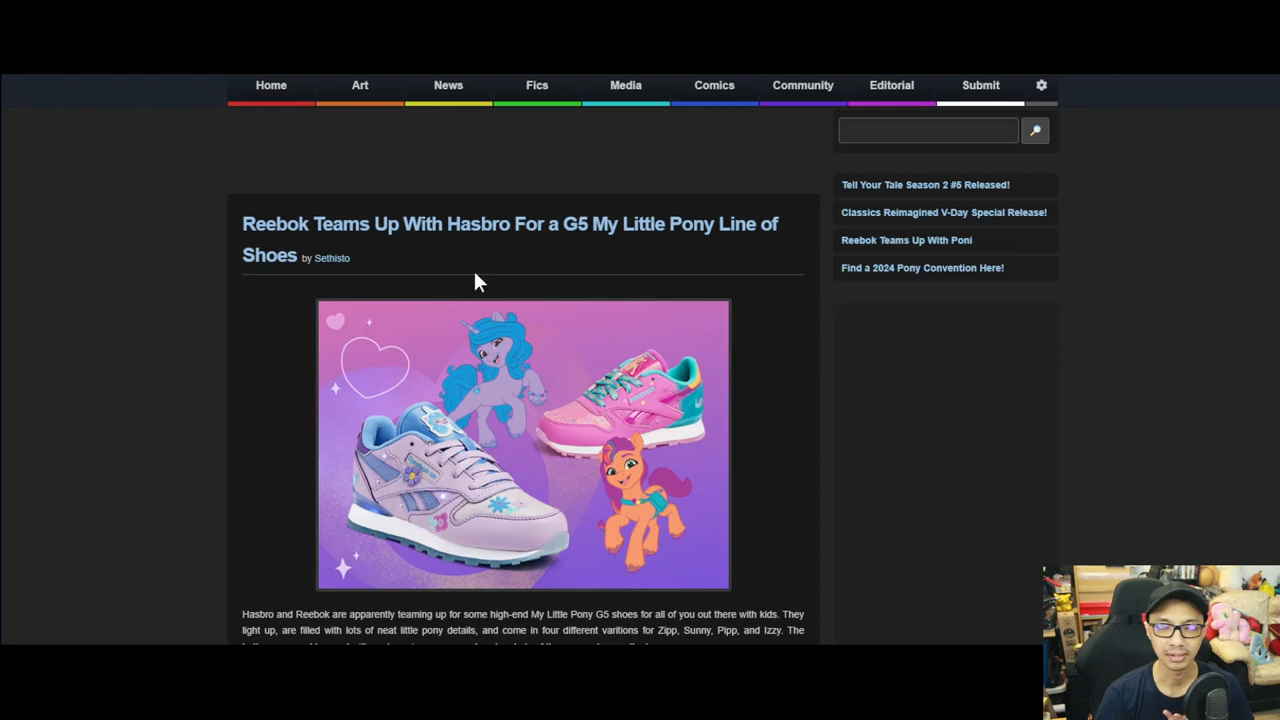 Home Art News Fics Media Comics Community Editorial Submit
Reebok Teams Up With Hasbro For a G5 My Little Pony Line of
Shoes by Sethisto
Hasbro and Reebok are apparently teaming up for some high-end My Little Pony G5 shoes for all of you out there with kids. They
light up, are filled with lots of neat little pony details, and come in four different varitions for Zipp, Sunny, Pipp, and Izzy. The
Tell Your Tale Season 2 #5 Released!
Classics Reimagined V-Day Special Release!
Reebok Teams Up With Poni
Find a 2024 Pony Convention Here!